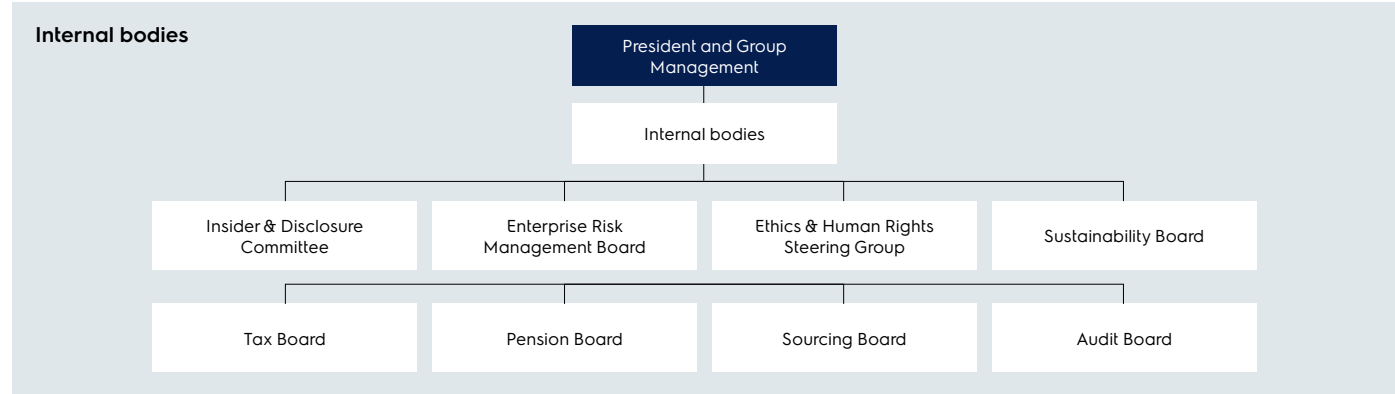 Internal bodies
President and Group
Management
Internal bodies
Insider & Disclosure
Committee
Enterprise Risk
Management Board
Ethics & Human Rights
Steering Group
Sustainability Board
Tax Board
Pension Board
Sourcing Board
Audit Board